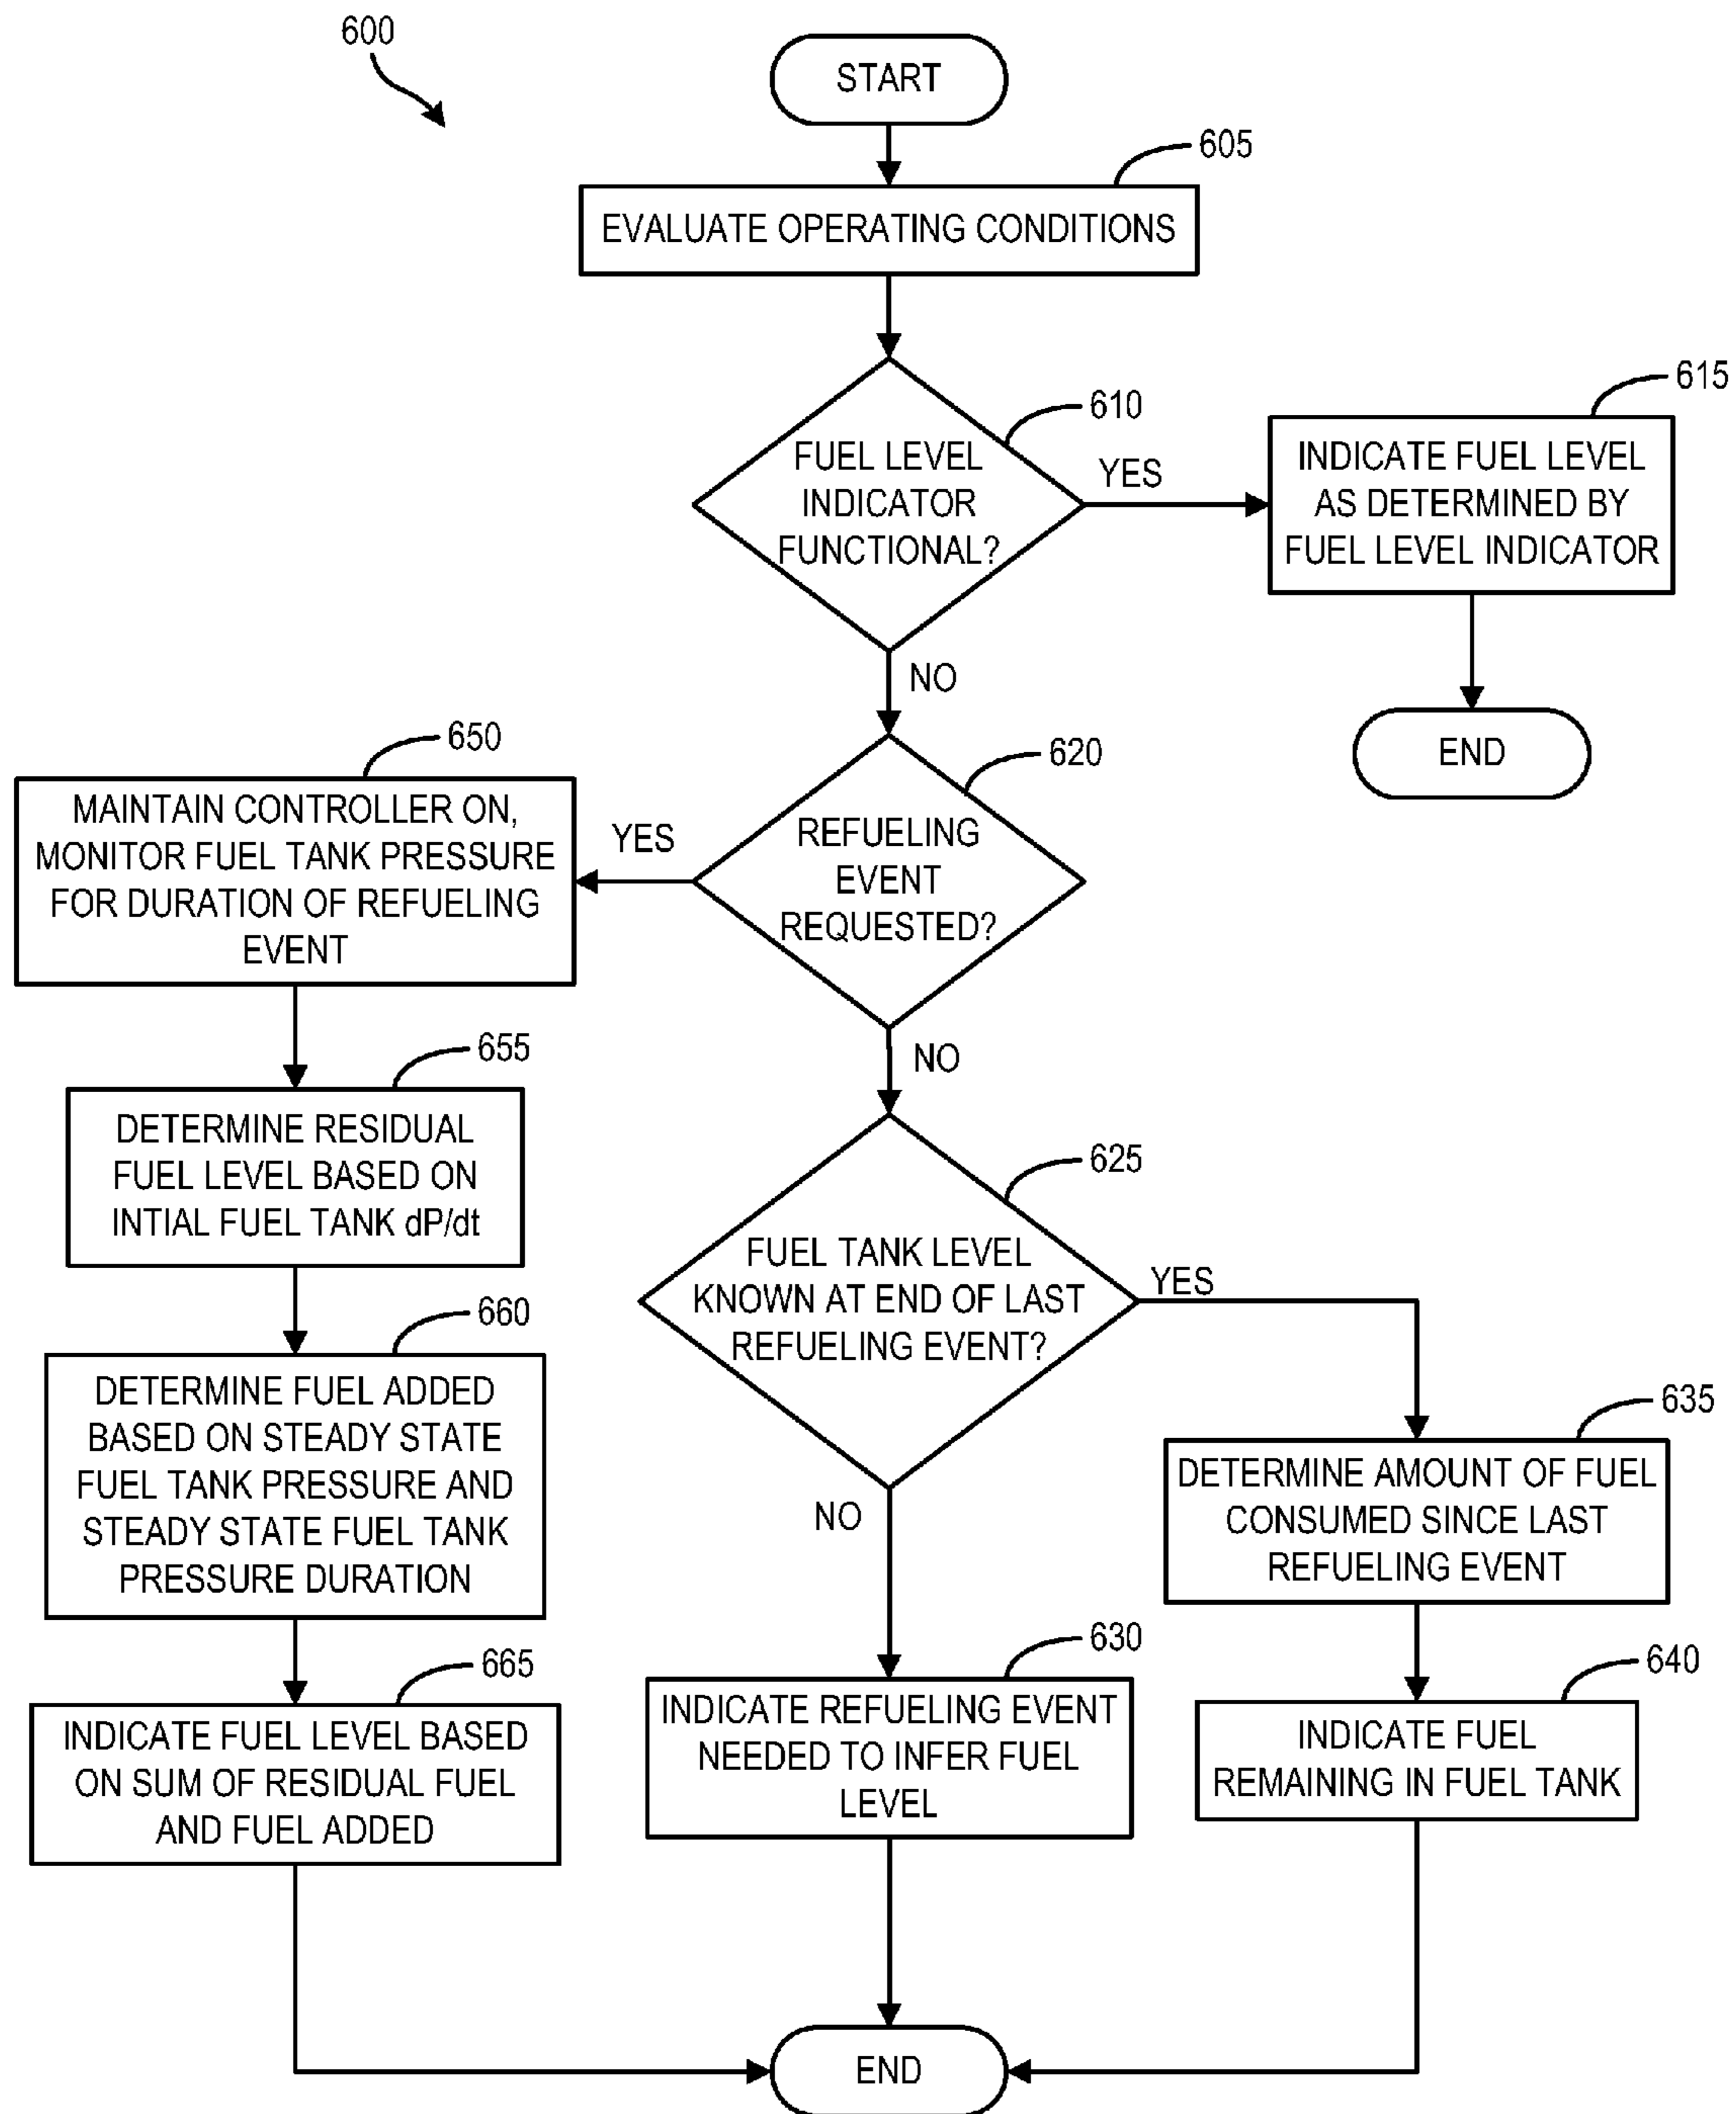 600
START
605
EVALUATE OPERATING CONDITIONS
610
FUEL LEVEL
INDICATOR
FUNCTIONAL?
YES
615
INDICATE FUEL LEVEL
AS DETERMINED BY
FUEL LEVEL INDICATOR
END
NO
620
REFUELING
EVENT
REQUESTED?
YES
650
MAINTAIN CONTROLLER ON,
MONITOR FUEL TANK PRESSURE
FOR DURATION OF REFUELING
EVENT
655
DETERMINE RESIDUAL
FUEL LEVEL BASED ON
INTIAL FUEL TANK dP/dt
660
DETERMINE FUEL ADDED
BASED ON STEADY STATE
FUEL TANK PRESSURE AND
STEADY STATE FUEL TANK
PRESSURE DURATION
665
INDICATE FUEL LEVEL BASED
ON SUM OF RESIDUAL FUEL
AND FUEL ADDED
NO
625
FUEL TANK LEVEL
KNOWN AT END OF LAST
REFUELING EVENT?
YES
635
DETERMINE AMOUNT OF FUEL
CONSUMED SINCE LAST
REFUELING EVENT
640
INDICATE FUEL
REMAINING IN FUEL TANK
NO
630
INDICATE REFUELING EVENT
NEEDED TO INFER FUEL
LEVEL
END